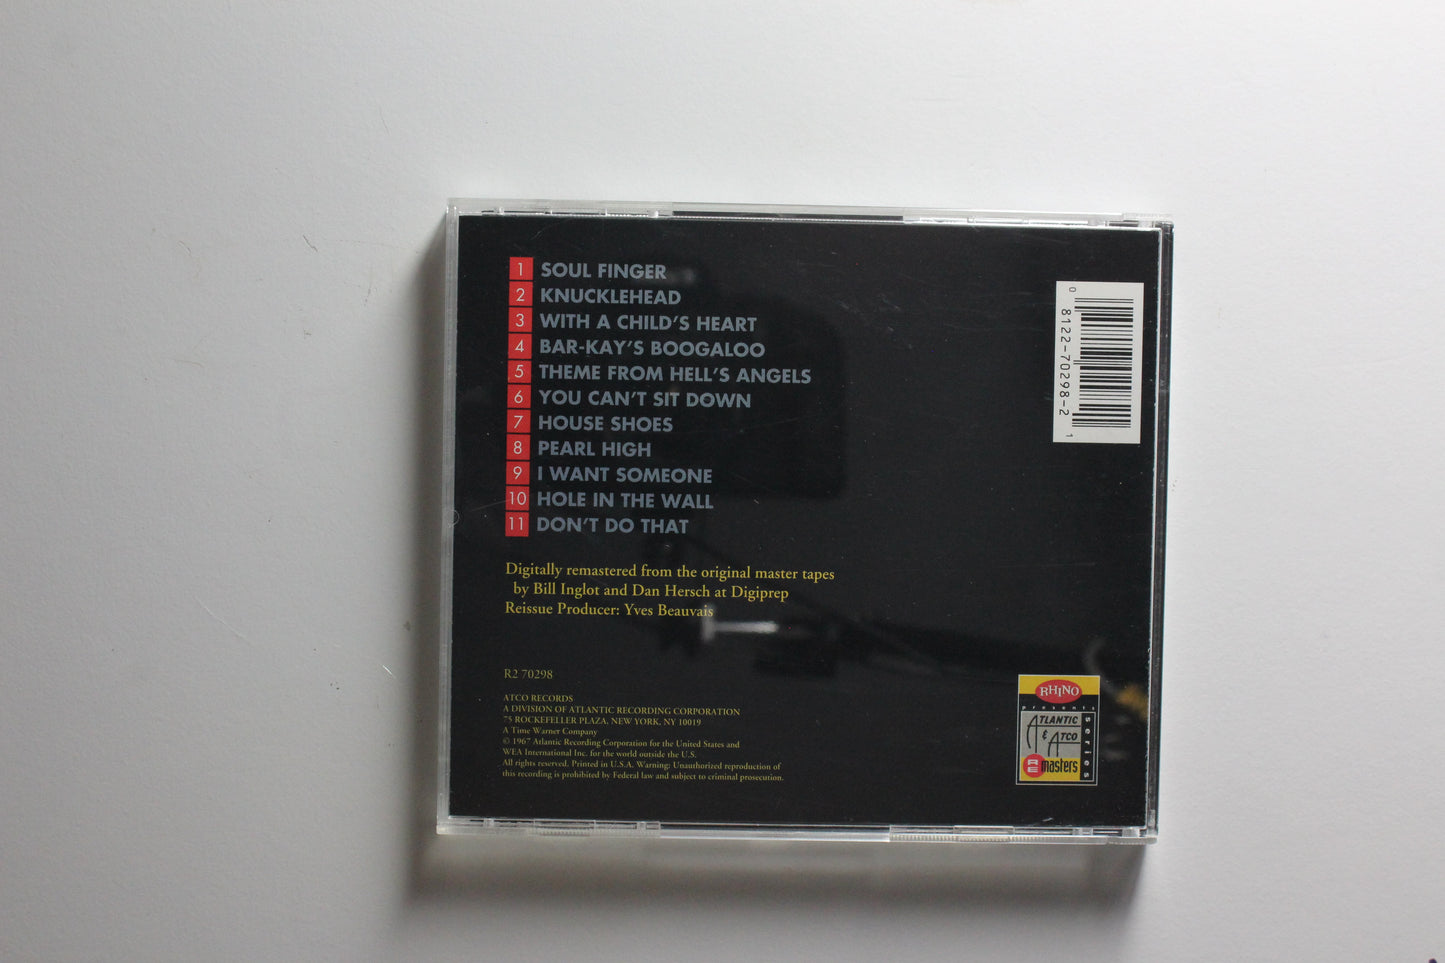 1 SOUL FINGER
2 KNUCKLEHEAD
3 WITH A CHILD'S HEART
4 BAR-KAY'S BOOGALOO
5 THEME FROM HELL'S ANGELS
6 YOU CAN'T SIT DOWN
7 HOUSE SHOES
8 PEARL HIGH
9 I WANT SOMEONE
10 HOLE IN THE WALL
11 DON'T DO THAT
0 8122-70298-2 1
Digitally remastered from the original master tapes
by Bill Inglot and Dan Hersch at Digiprep
Reissue Producer: Yves Beauvais
R2 70298
ATCO RECORDS
A DIVISION OF ATLANTIC RECORDING CORPORATION
75 ROCKEFELLER PLAZA, NEW YORK, NY 10019
A Time Warner Company
© 1967 Atlantic Recording Corporation for the United States and
WEA International Inc. for the world outside the U.S.
All rights reserved. Printed in U.S.A. Warning: Unauthorized reproduction of
this recording is prohibited by Federal law and subject to criminal prosecution.
RHINO
presents
ATLANTIC
& ATCO
RE masters
series